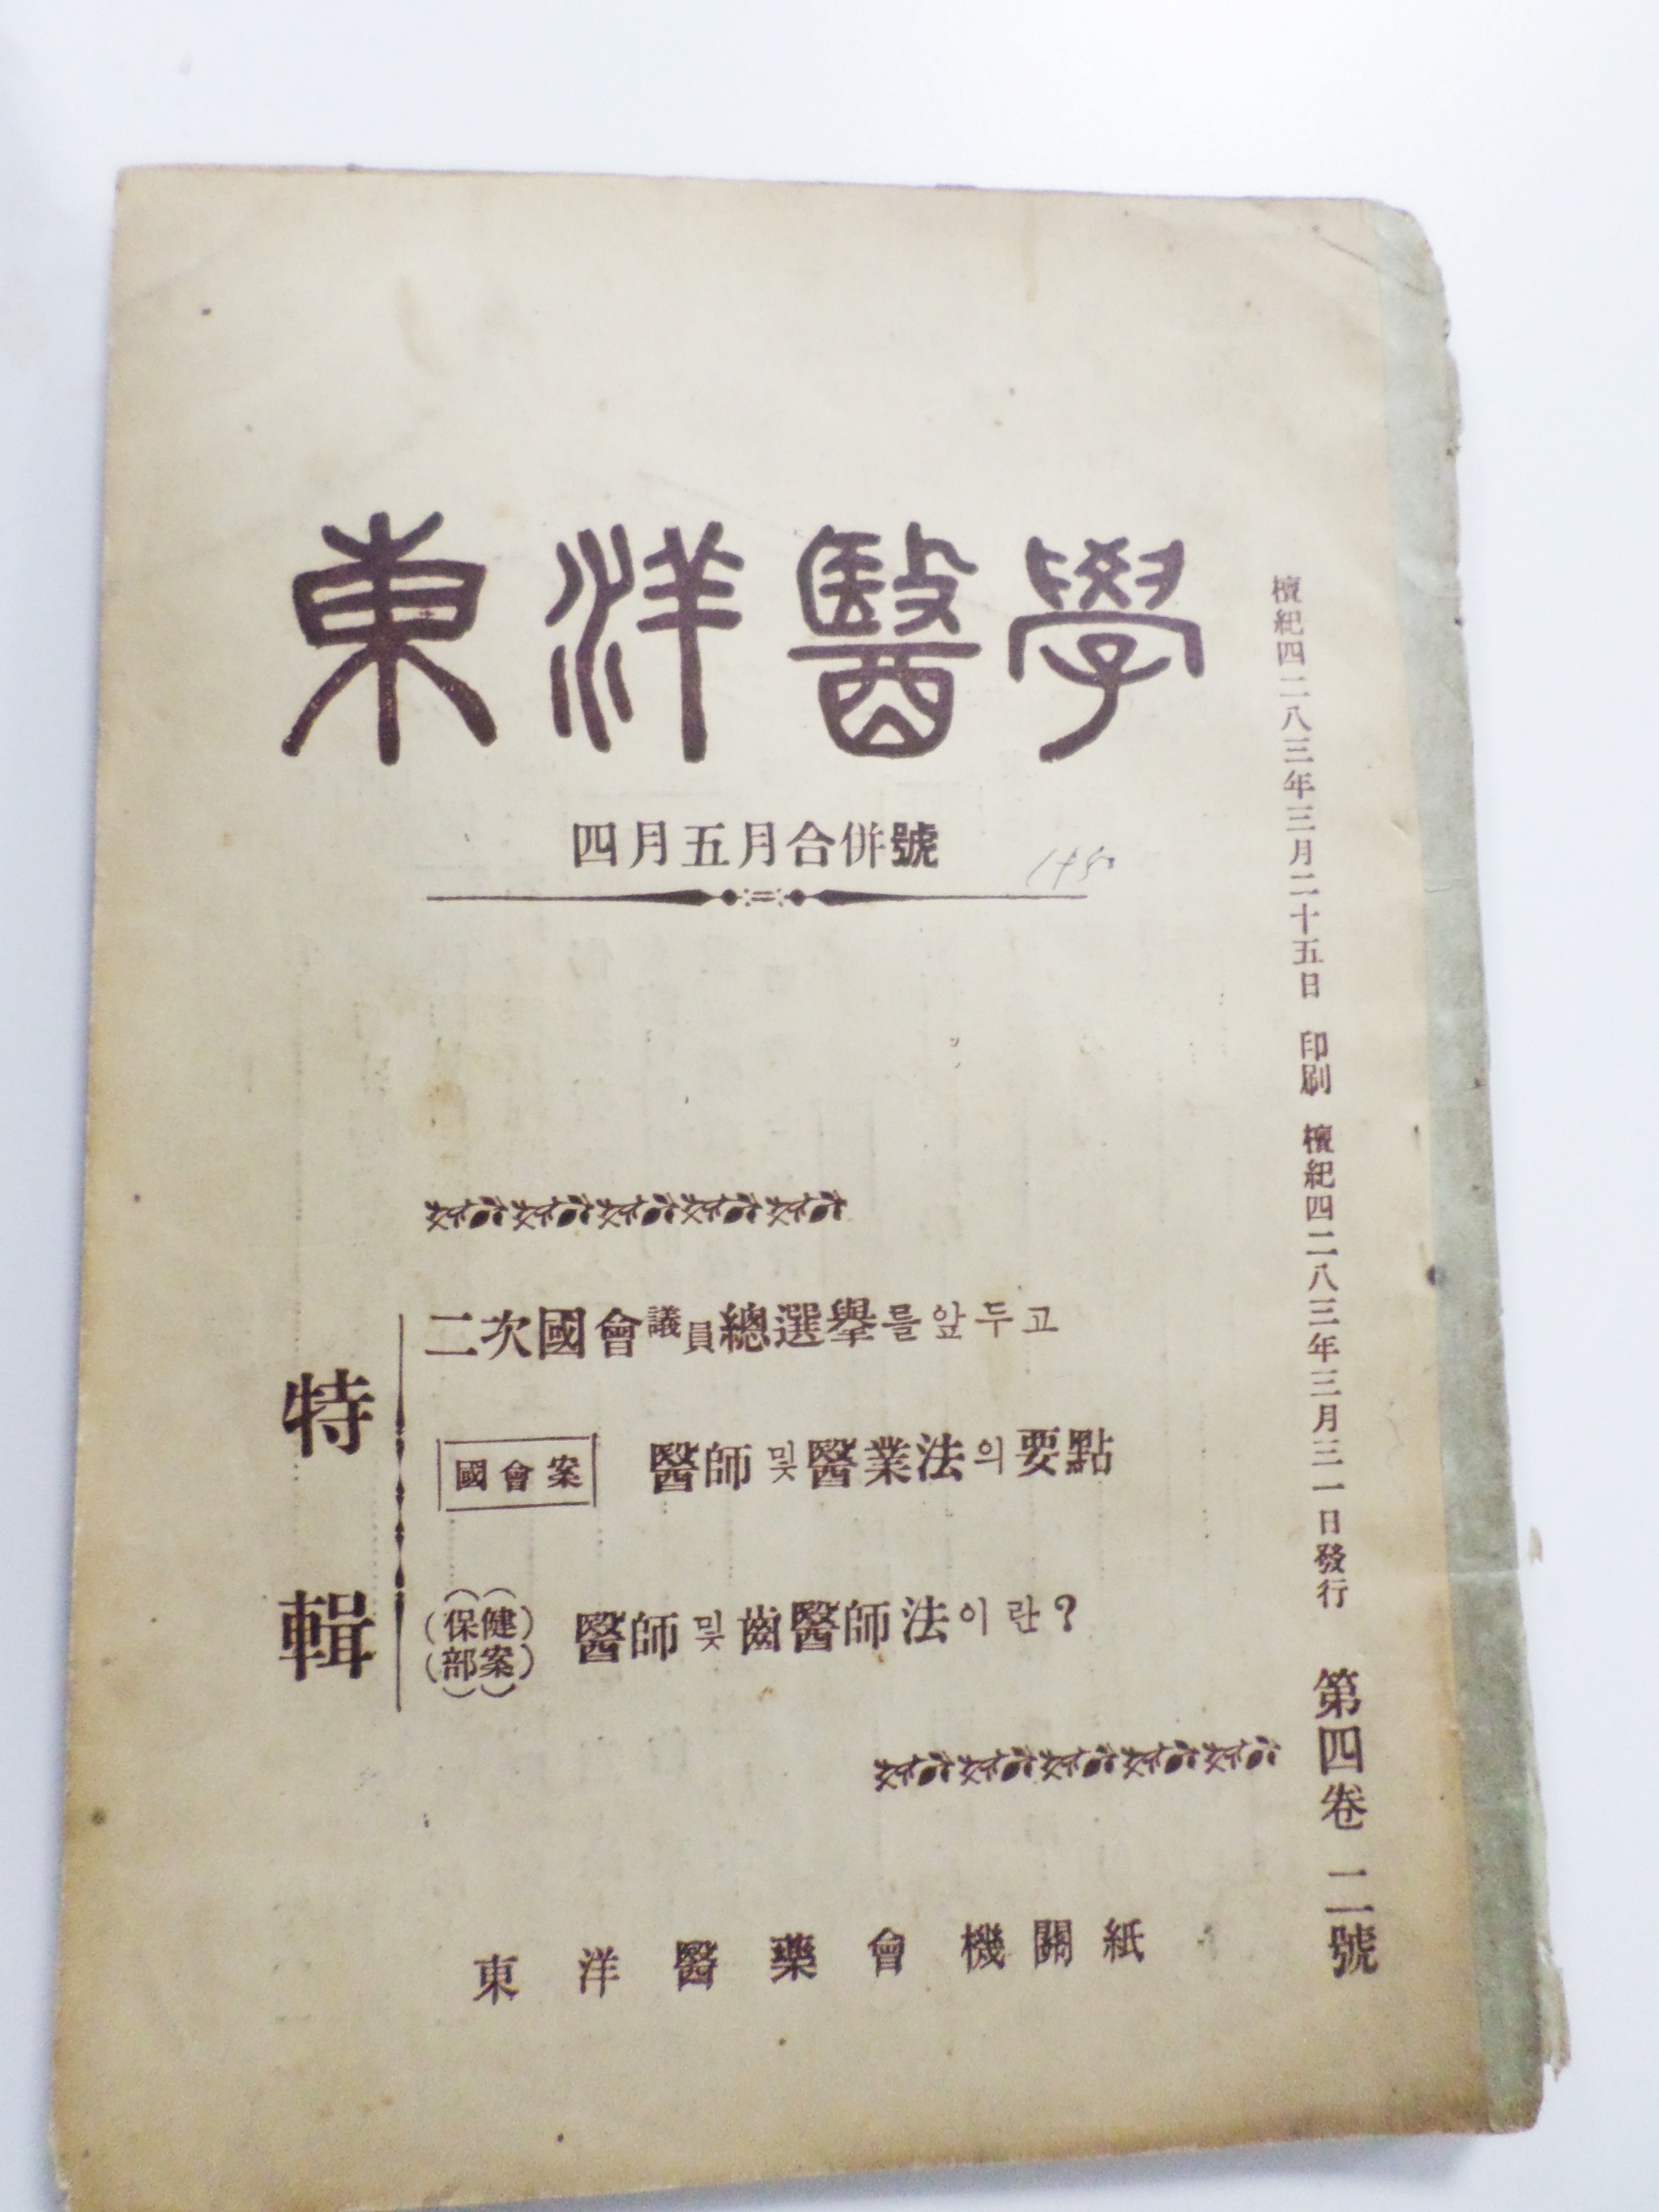 東洋醫學
四月五月合併號
檀紀四二八三年三月二十五日 印刷 檀紀四二八三年三月三一日發行
第四卷 二號
特輯
二次國會議員總選擧를앞두고
國會案 醫師및醫業法의要點
(保健)
(部案) 醫師및齒醫師法이란?
東洋醫藥會機關紙